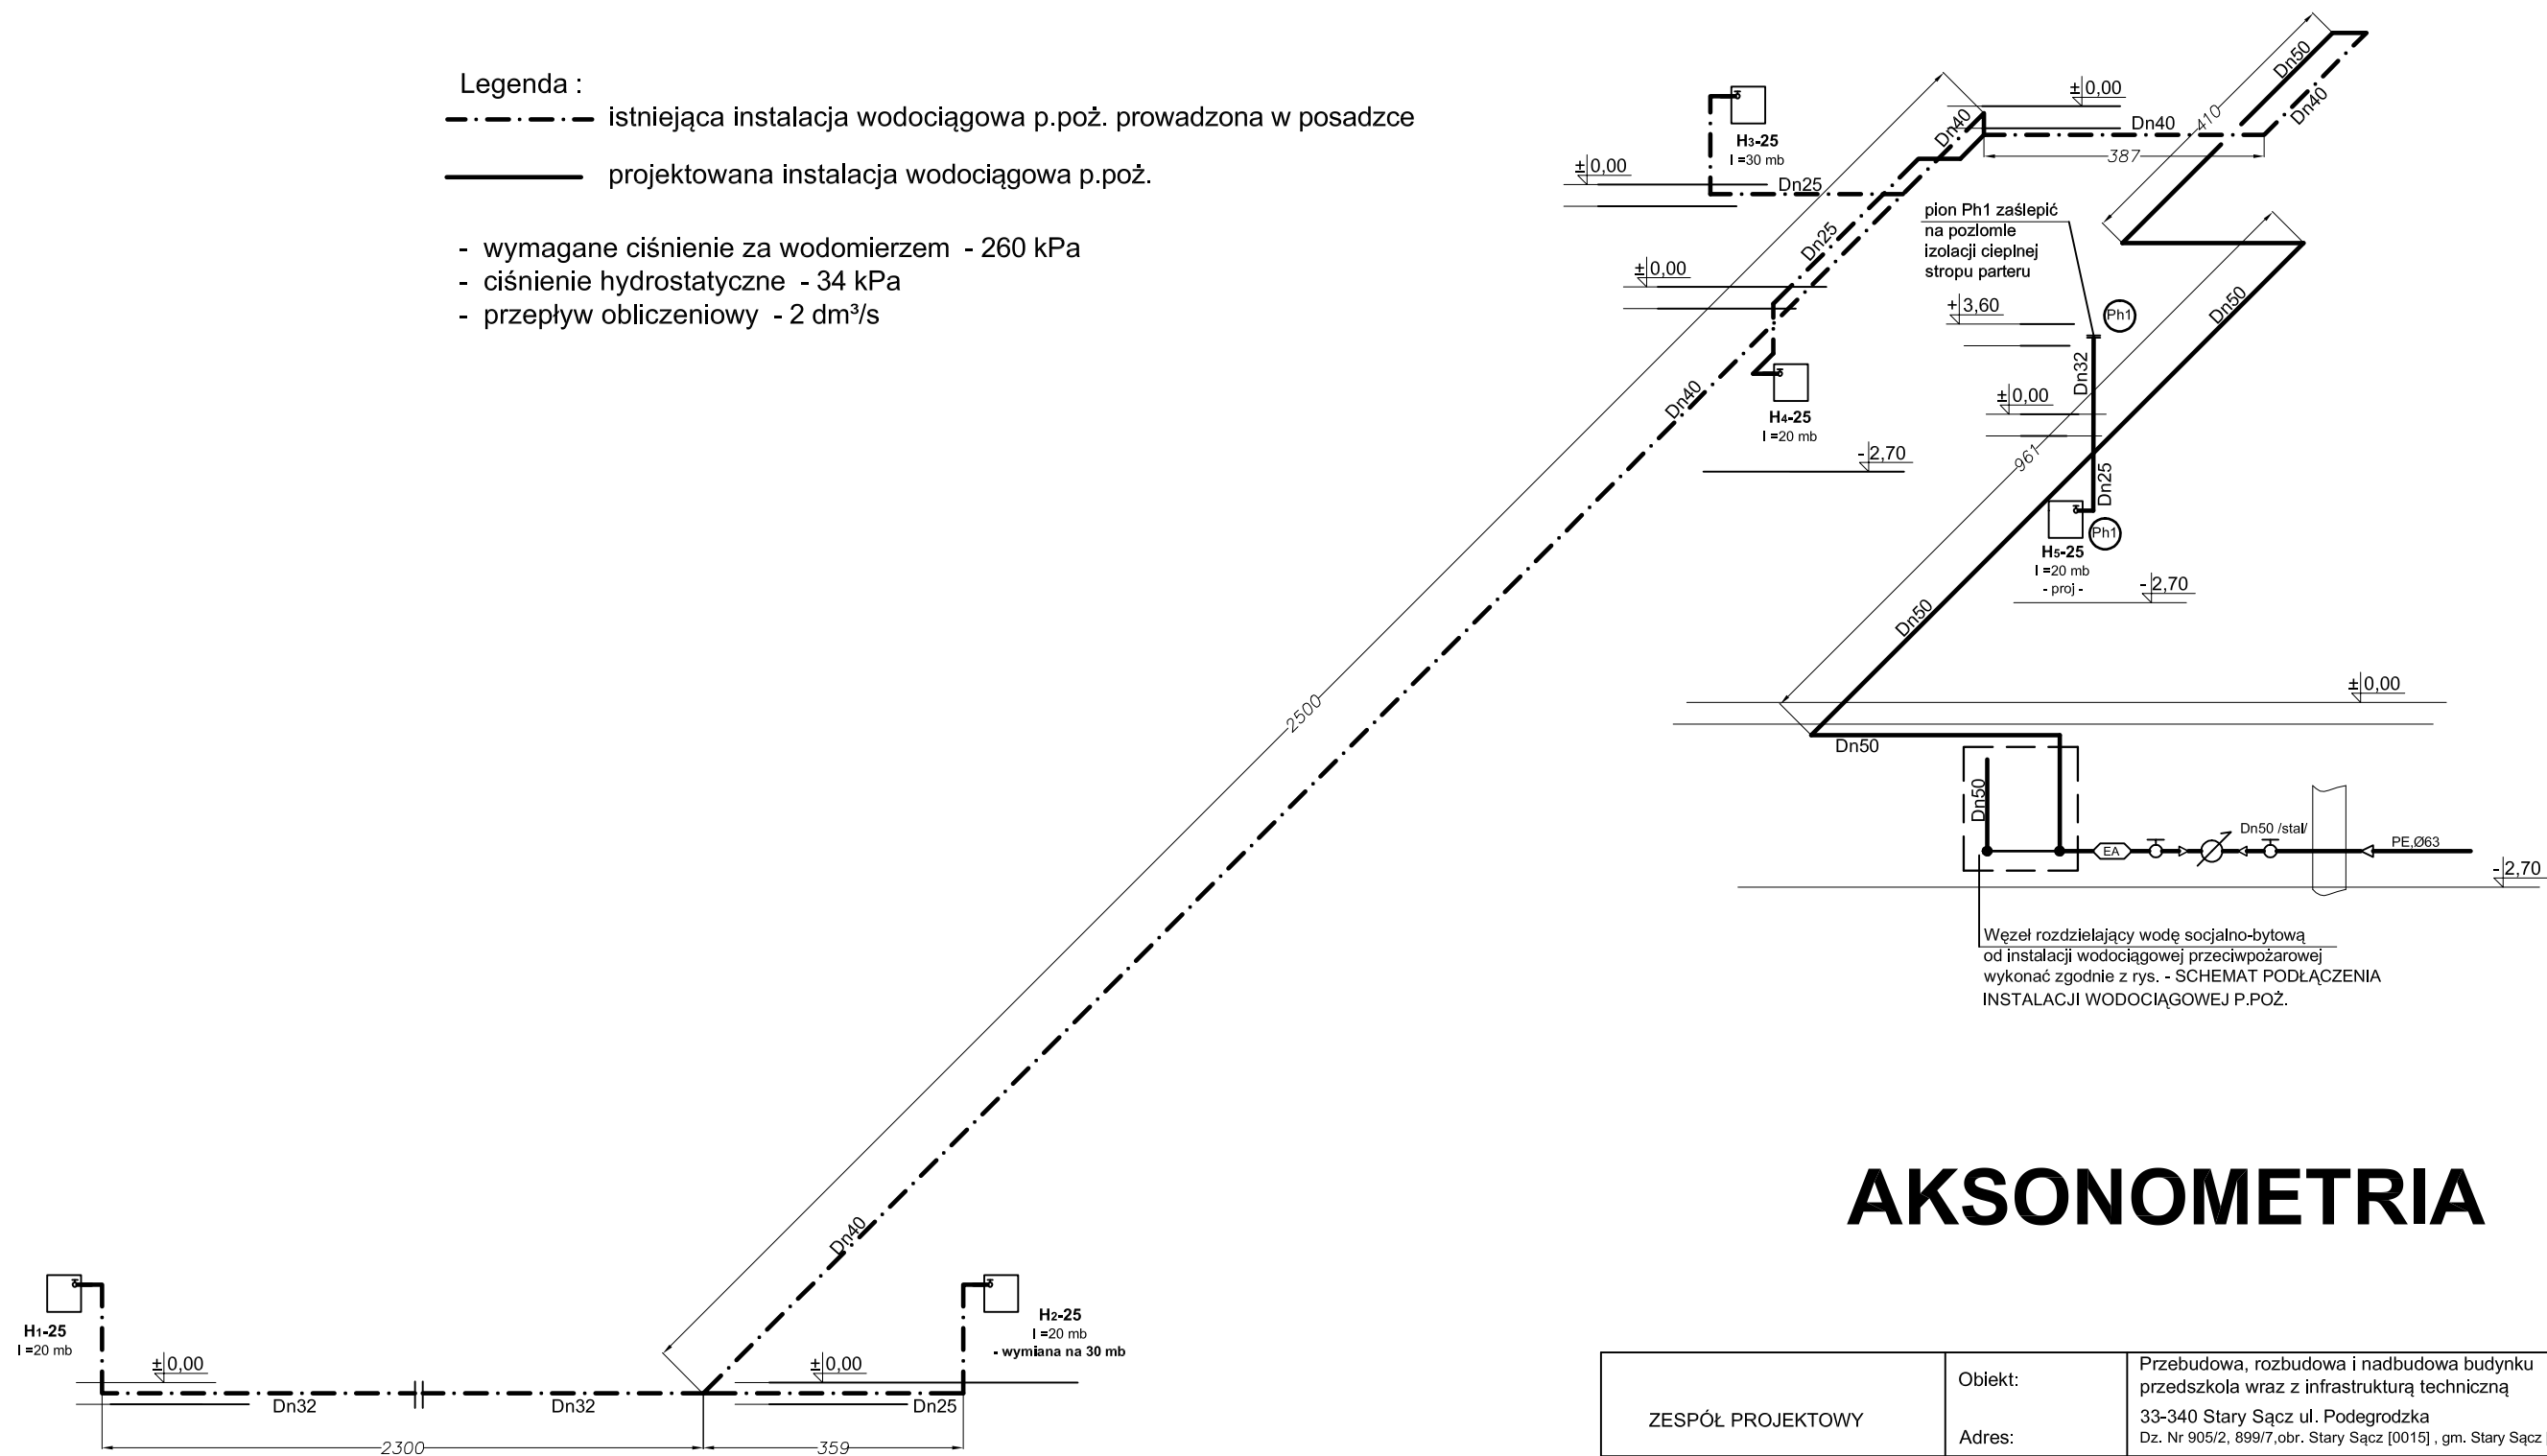 Legenda :
istniejąca instalacja wodociągowa p.poż. prowadzona w posadzce
projektowana instalacja wodociągowa p.poż.
- wymagane ciśnienie za wodomierzem - 260 kPa
- ciśnienie hydrostatyczne - 34 kPa
- przepływ obliczeniowy - 2 dm³/s
Dn50
Dn40
410
±0,00
Dn40
387
Dn40
H3-25
l =30 mb
±0,00
Dn25
Dn25
±0,00
pion Ph1 zaślepić
na poziomie
izolacji cieplnej
stropu parteru
+3,60
Ph1
Dn32
±0,00
Dn50
Dn40
H4-25
l =20 mb
-2,70
961
Dn25
Ph1
H5-25
l =20 mb
- proj -
-2,70
Dn50
2500
±0,00
Dn50
Dn50
EA
Dn50 /stal/
PE,Ø63
-2,70
Węzeł rozdzielający wodę socjalno-bytową
od instalacji wodociągowej przeciwpożarowej
wykonać zgodnie z rys. - SCHEMAT PODŁĄCZENIA
INSTALACJI WODOCIĄGOWEJ P.POŻ.
AKSONOMETRIA
Dn40
H1-25
l =20 mb
±0,00
H2-25
l =20 mb
- wymiana na 30 mb
±0,00
Dn32
Dn32
Dn25
2300
359
ZESPÓŁ PROJEKTOWY
Obiekt:
Przebudowa, rozbudowa i nadbudowa budynku
przedszkola wraz z infrastrukturą techniczną
Adres:
33-340 Stary Sącz ul. Podegrodzka
Dz. Nr 905/2, 899/7,obr. Stary Sącz [0015] , gm. Stary Sącz